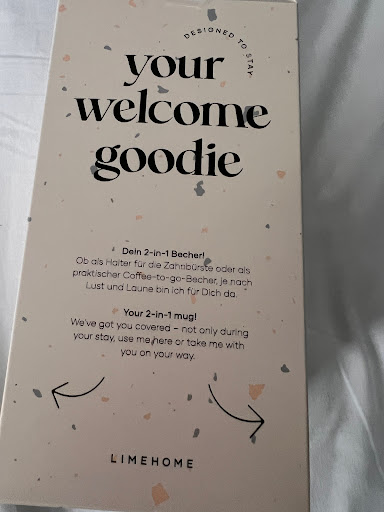 DESIGNED TO STAY.
your
welcome
goodie
Dein 2-in-1 Becher!
Ob als Halter für die Zahnbürste oder als
praktischer Coffee-to-go-Becher, je nach
Lust und Laune bin ich für Dich da.
Your 2-in-1 mug!
We've got you covered – not only during
your stay, use me here or take me with
you on your way.
LIMEHOME